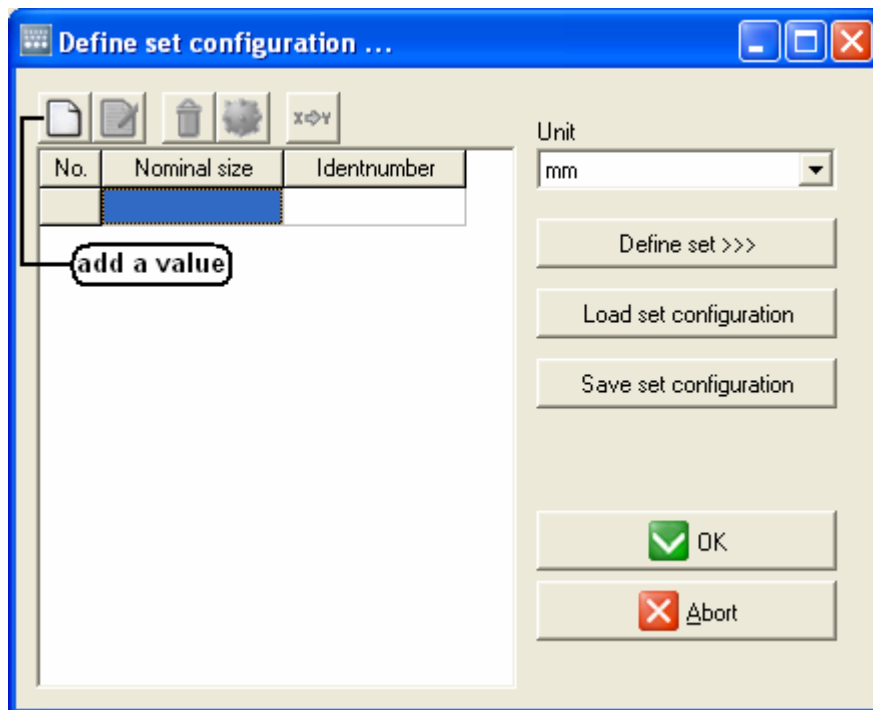 Define set configuration ...
X⇨Y
Unit
No. Nominal size Identnumber
mm
add a value
Define set >>>
Load set configuration
Save set configuration
OK
Abort